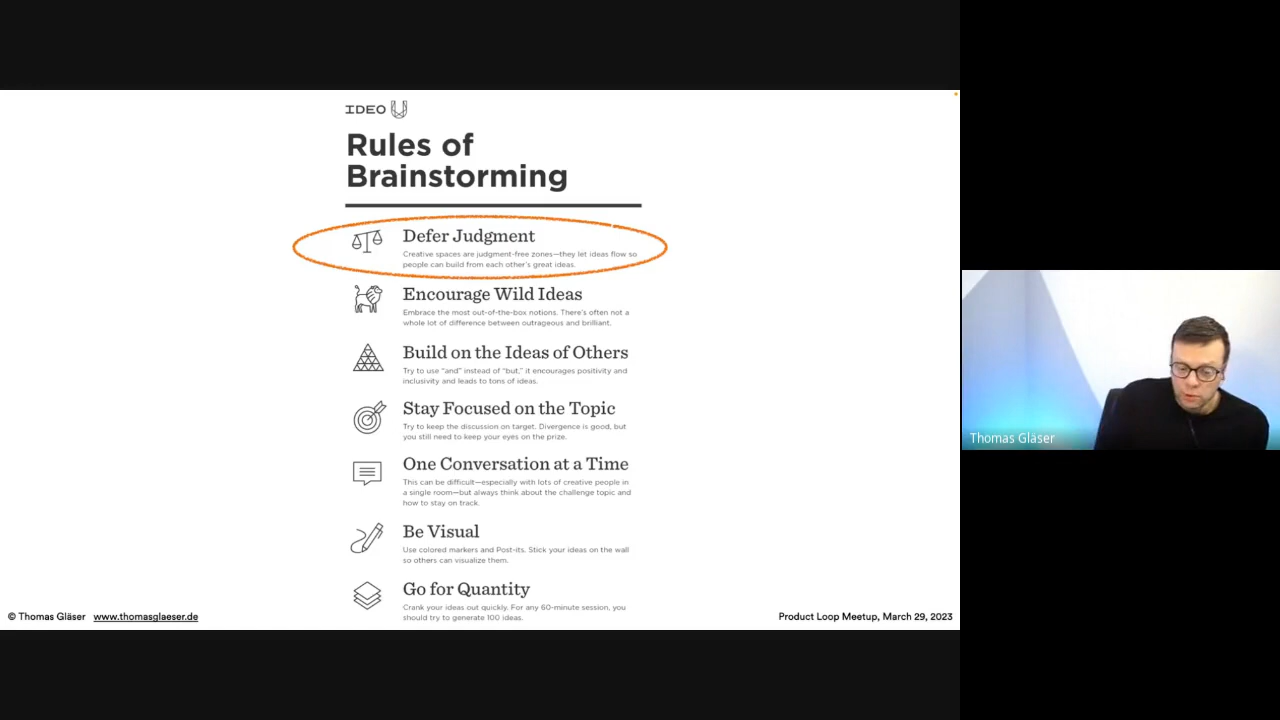 IDEO U
Rules of
Brainstorming
Defer Judgment
Creative spaces are judgment-free zones—they let ideas flow so
people can build from each other's great ideas.
Encourage Wild Ideas
Embrace the most out-of-the-box notions. There's often not a
whole lot of difference between outrageous and brilliant.
Build on the Ideas of Others
Try to use "and" instead of "but," it encourages positivity and
inclusivity and leads to tons of ideas.
Stay Focused on the Topic
Try to keep the discussion on target. Divergence is good, but
you still need to keep your eyes on the prize.
One Conversation at a Time
This can be difficult—especially with lots of creative people in
a single room—but always think about the challenge topic and
how to stay on track.
Be Visual
Use colored markers and Post-its. Stick your ideas on the wall
so others can visualize them.
Go for Quantity
Crank your ideas out quickly. For any 60-minute session, you
should try to generate 100 ideas.
© Thomas Gläser www.thomasglaeser.de
Product Loop Meetup, March 29, 2023
Thomas Gläser